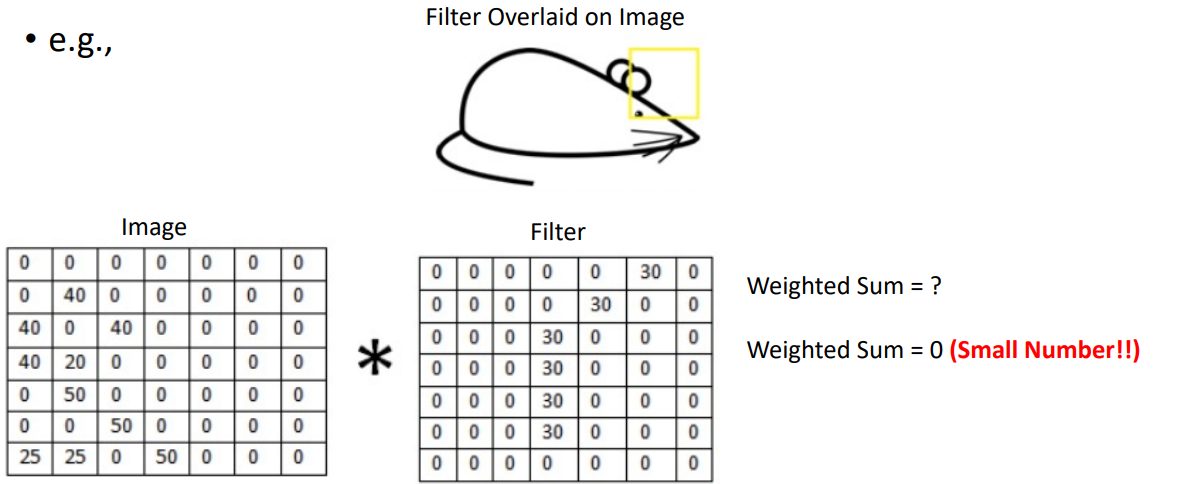 Filter Overlaid on Image
• e.g.,
Image
Filter
0 0 0 0 0 0 0
0 40 0 0 0 0 0
40 0 40 0 0 0 0
40 20 0 0 0 0 0
0 50 0 0 0 0 0
0 0 50 0 0 0 0
25 25 0 50 0 0 0
*
0 0 0 0 0 30 0
0 0 0 0 30 0 0
0 0 0 30 0 0 0
0 0 0 30 0 0 0
0 0 0 30 0 0 0
0 0 0 30 0 0 0
0 0 0 0 0 0 0
Weighted Sum = ?
Weighted Sum = 0 (Small Number!!)